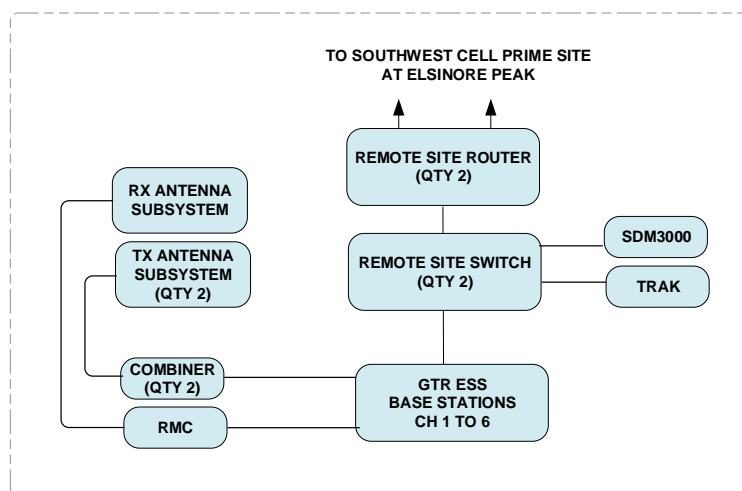 TO SOUTHWEST CELL PRIME SITE
AT ELSINORE PEAK
REMOTE SITE ROUTER
(QTY 2)
RX ANTENNA
SUBSYSTEM
TX ANTENNA
SUBSYSTEM
(QTY 2)
REMOTE SITE SWITCH
(QTY 2)
SDM3000
TRAK
COMBINER
(QTY 2)
RMC
GTR ESS
BASE STATIONS
CH 1 TO 6